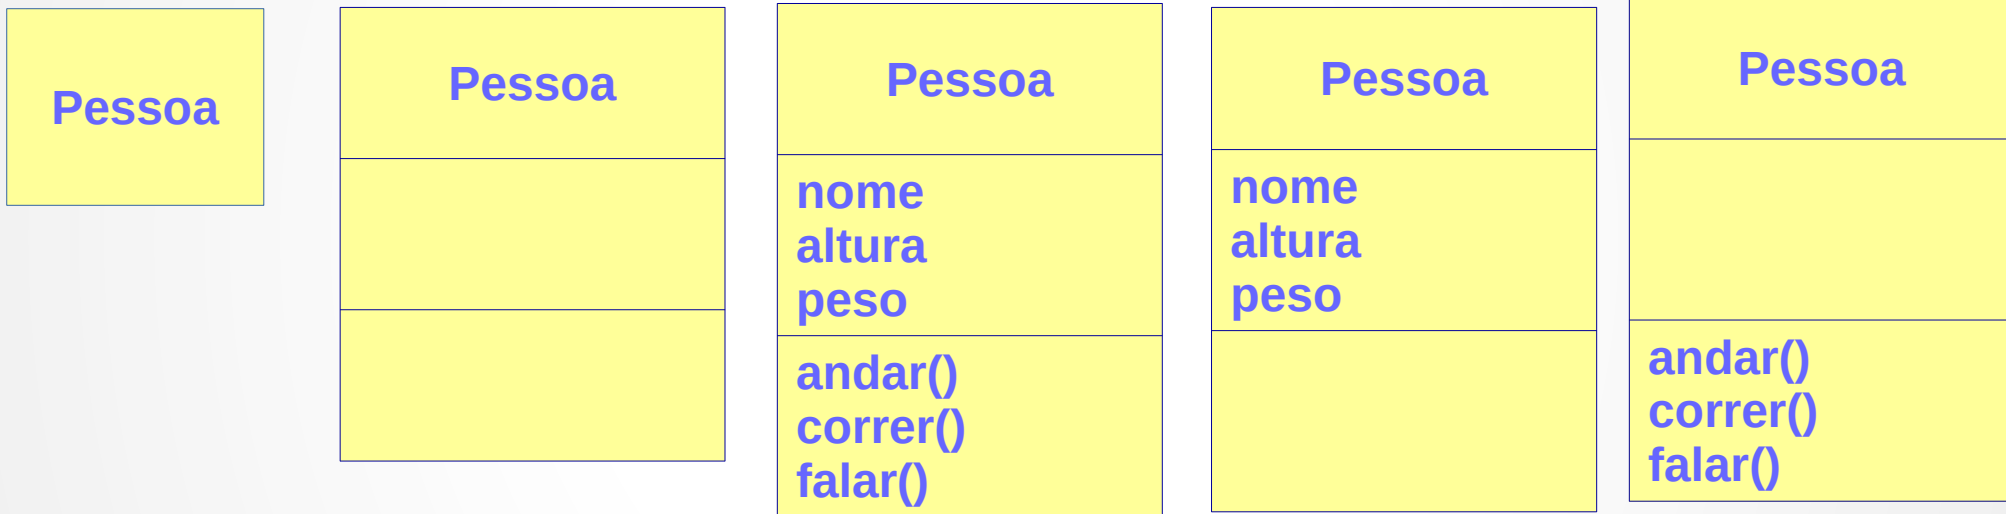 Pessoa
Pessoa
Pessoa
nome
altura
peso
andar()
correr()
falar()
Pessoa
nome
altura
peso
Pessoa
andar()
correr()
falar()